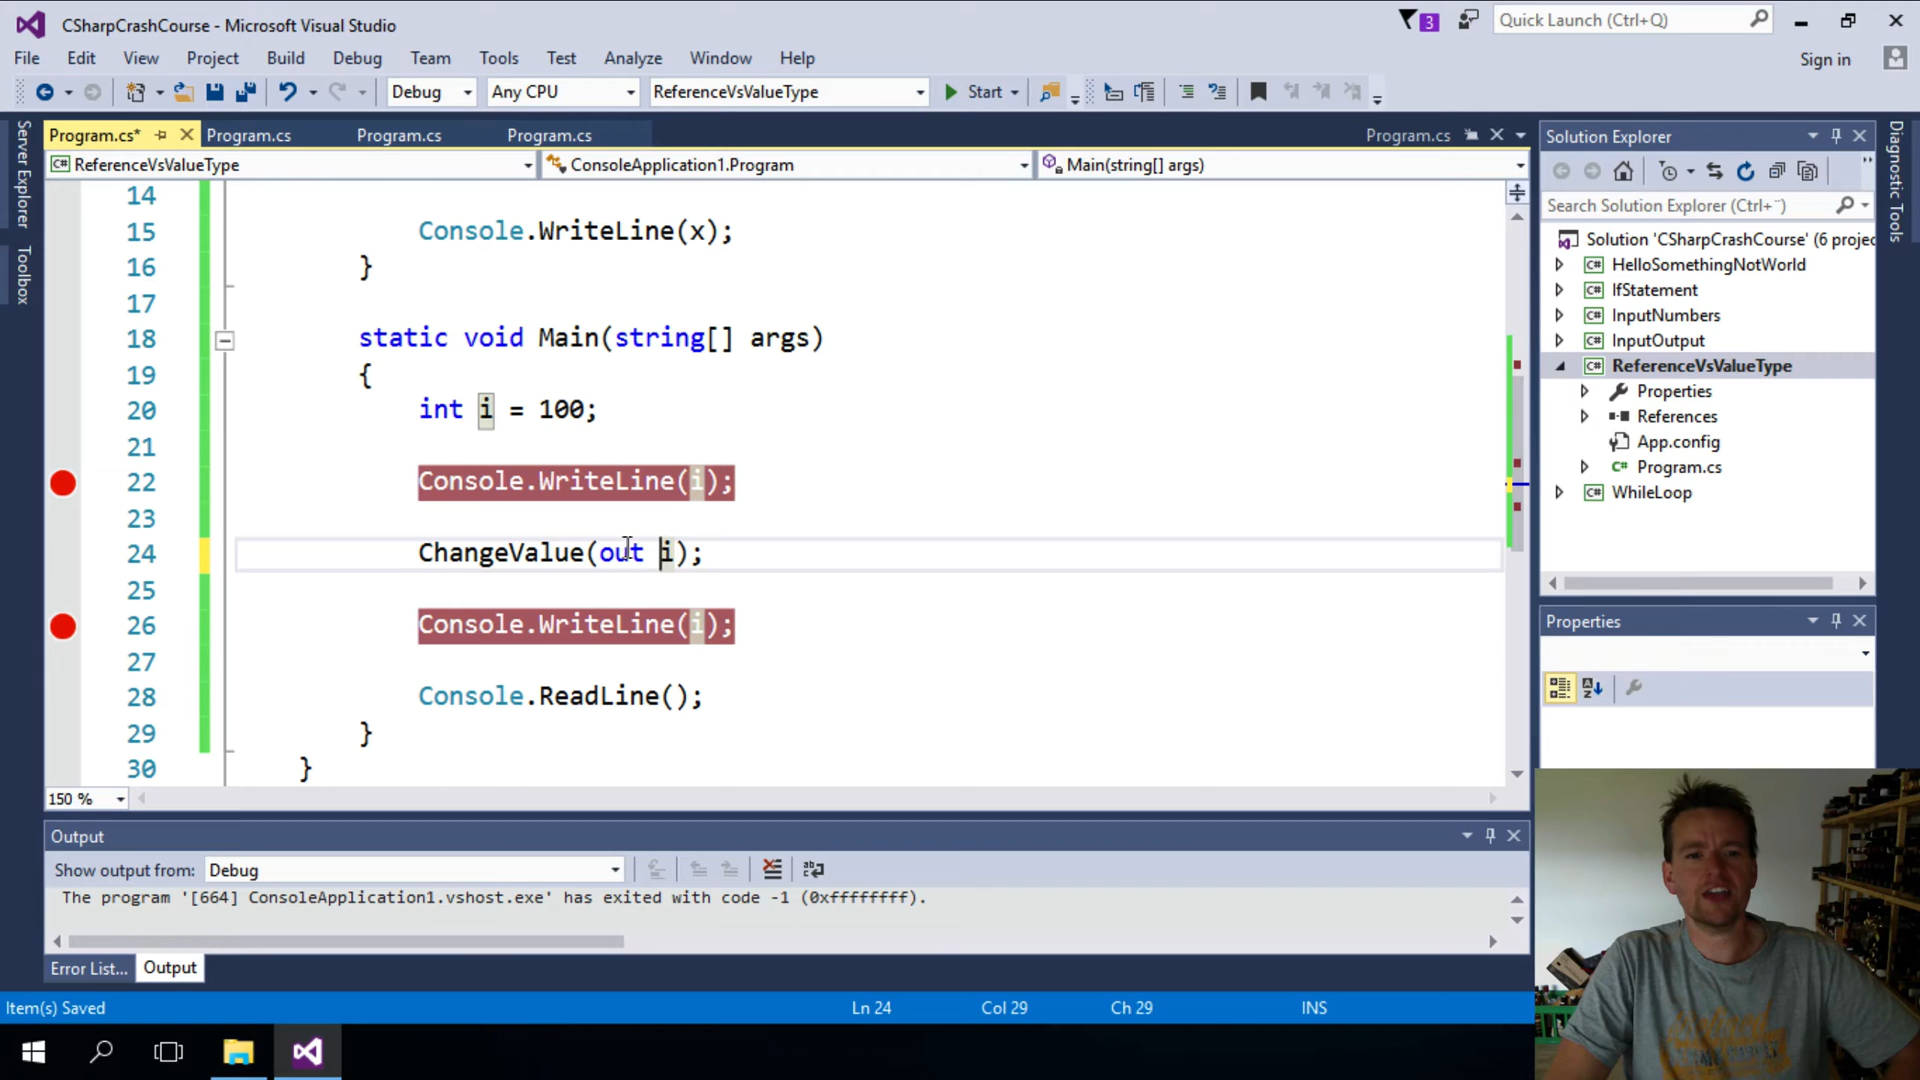 CSharpCrashCourse - Microsoft Visual Studio
3
Quick Launch (Ctrl+Q)
File Edit View Project Build Debug Team Tools Test Analyze Window Help
Sign in
Debug Any CPU ReferenceVsValueType Start
Server Explorer
Toolbox
Program.cs* Program.cs Program.cs Program.cs Program.cs
ReferenceVsValueType ConsoleApplication1.Program Main(string[] args)
14
15 Console.WriteLine(x);
16 }
17
18 static void Main(string[] args)
19 {
20 int i = 100;
21
22 Console.WriteLine(i);
23
24 ChangeValue(out i);
25
26 Console.WriteLine(i);
27
28 Console.ReadLine();
29 }
30 }
150 %
Output
Show output from: Debug
The program '[664] ConsoleApplication1.vshost.exe' has exited with code -1 (0xffffffff).
Error List... Output
Item(s) Saved Ln 24 Col 29 Ch 29 INS
Solution Explorer
Search Solution Explorer (Ctrl+¨)
Solution 'CSharpCrashCourse' (6 projec
C# HelloSomethingNotWorld
C# IfStatement
C# InputNumbers
C# InputOutput
C# ReferenceVsValueType
Properties
References
App.config
C# Program.cs
C# WhileLoop
Properties
Diagnostic Tools